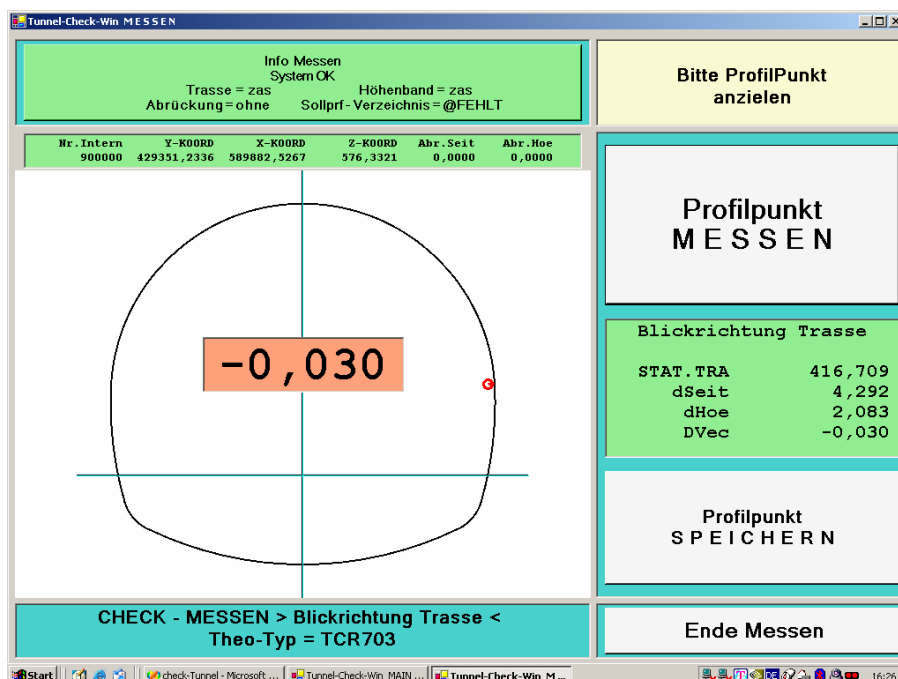 Tunnel-Check-Win M E S S E N
Info Messen
System OK
Trasse = zas Höhenband = zas
Abrückung = ohne Sollprf - Verzeichnis = @FEHLT
Bitte ProfilPunkt
anzielen
Nr.Intern Y-KOORD X-KOORD Z-KOORD Abr.Seit Abr.Hoe
900000 429351,2336 589882,5267 576,3321 0,0000 0,0000
Profilpunkt
M E S S E N
-0,030
Blickrichtung Trasse
STAT.TRA 416,709
dSeit 4,292
dHoe 2,083
DVec -0,030
Profilpunkt
S P E I C H E R N
CHECK - MESSEN > Blickrichtung Trasse <
Theo-Typ = TCR703
Ende Messen
Start check-Tunnel - Microsoft ... Tunnel-Check-Win MAIN ... Tunnel-Check-Win M ... DE 16:26